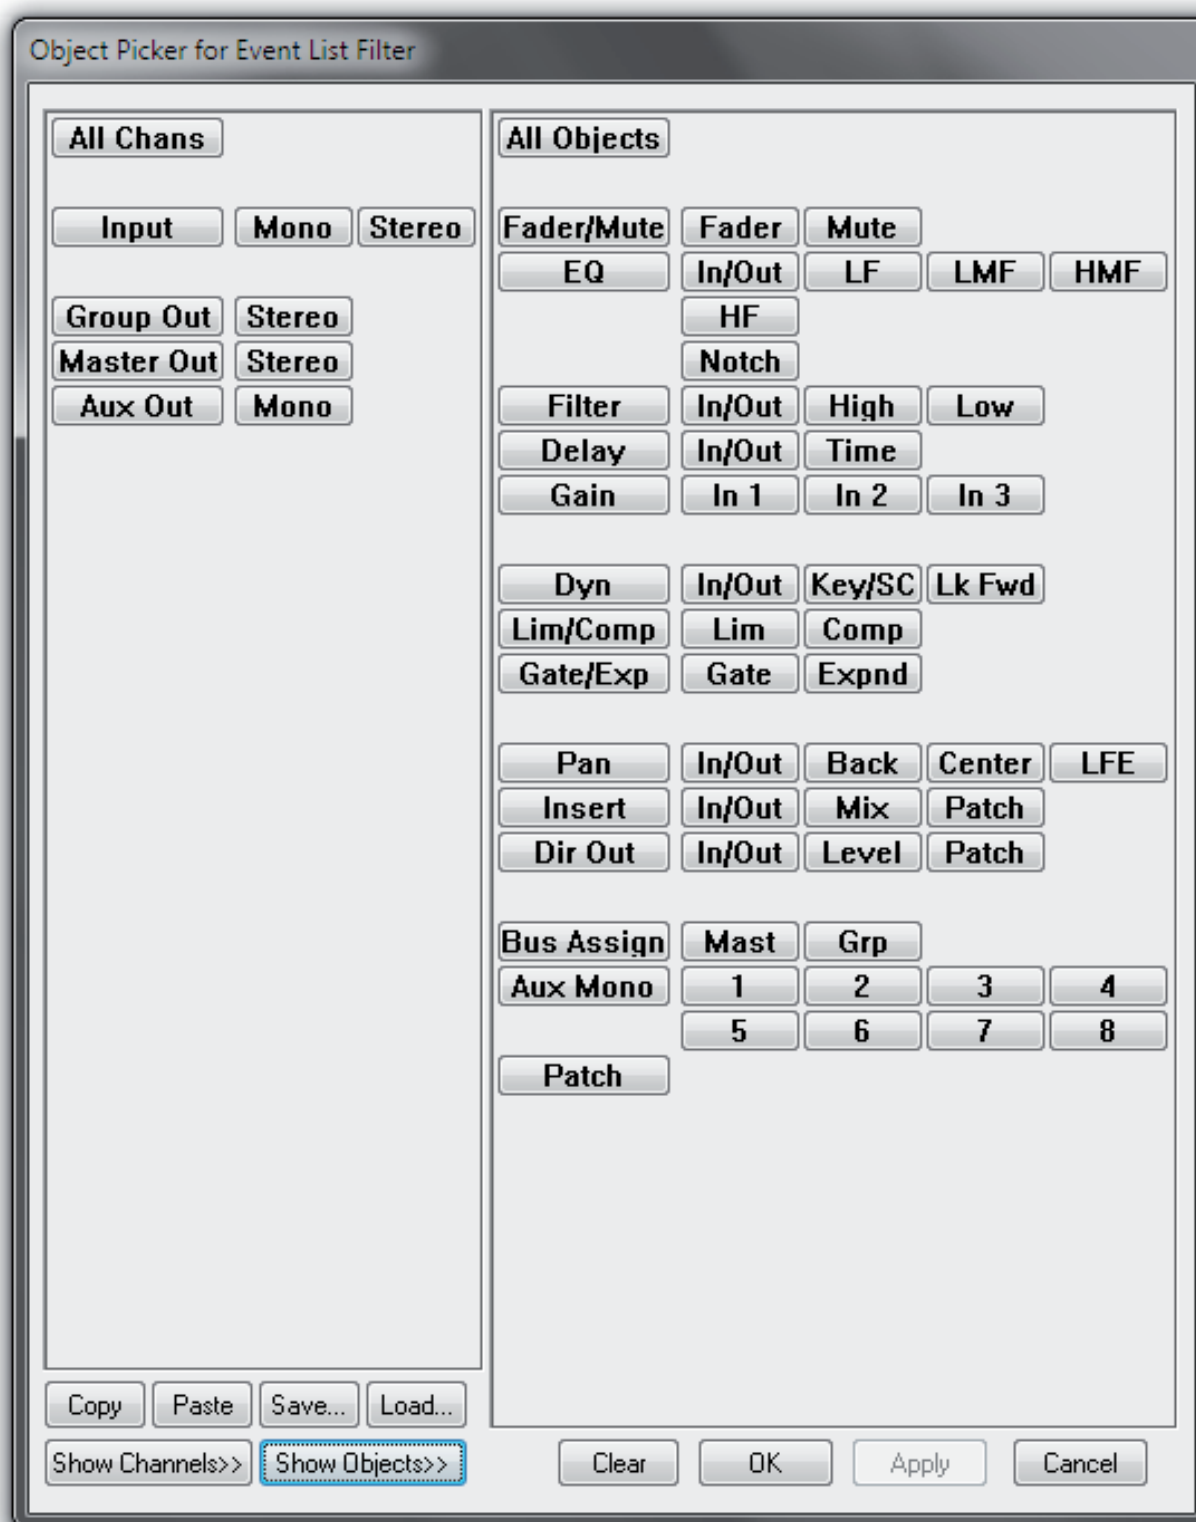 Object Picker for Event List Filter
All Chans
Input Mono Stereo
Group Out Stereo
Master Out Stereo
Aux Out Mono
All Objects
Fader/Mute Fader Mute
EQ In/Out LF LMF HMF
HF
Notch
Filter In/Out High Low
Delay In/Out Time
Gain In 1 In 2 In 3
Dyn In/Out Key/SC Lk Fwd
Lim/Comp Lim Comp
Gate/Exp Gate Expnd
Pan In/Out Back Center LFE
Insert In/Out Mix Patch
Dir Out In/Out Level Patch
Bus Assign Mast Grp
Aux Mono 1 2 3 4
5 6 7 8
Patch
Copy Paste Save... Load...
Show Channels>> Show Objects>> Clear OK Apply Cancel